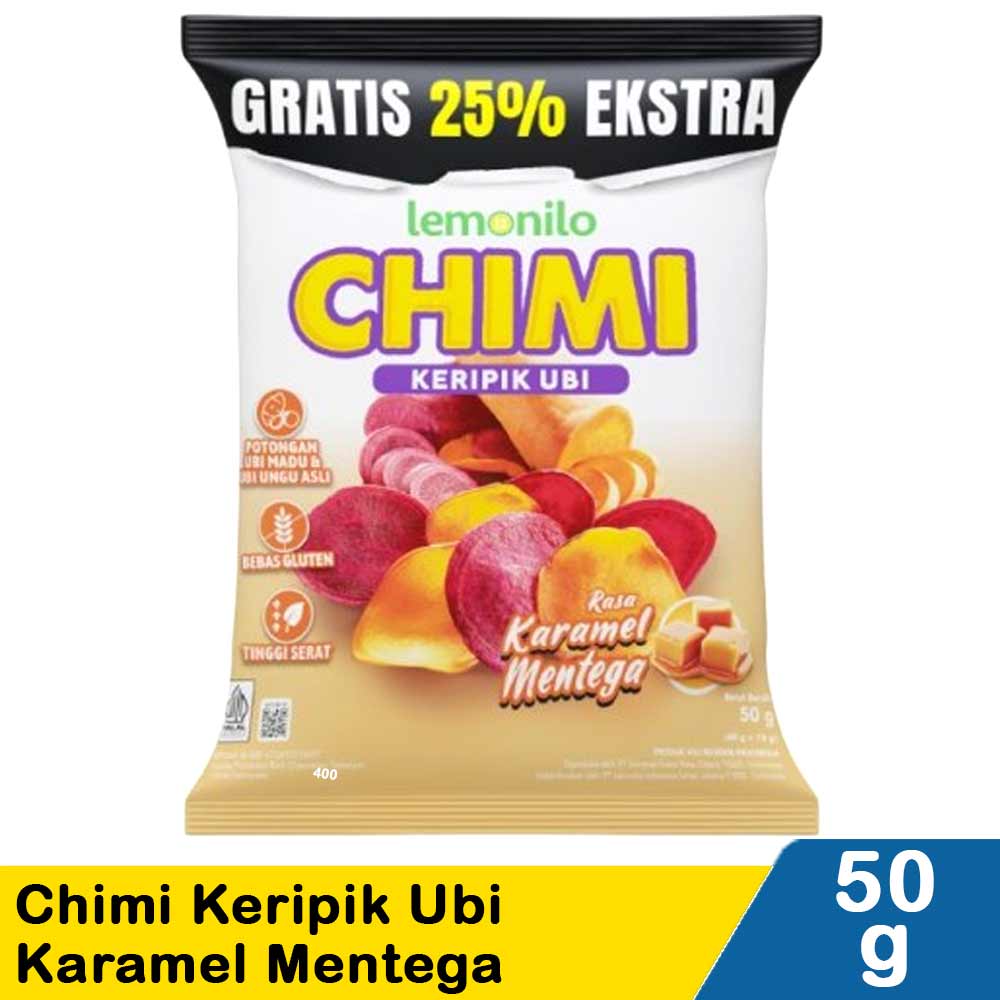 GRATIS 25% EKSTRA
lemonilo
CHIMI
KERIPIK UBI
POTONGAN
UBI MADU &
UBI UNGU ASLI
BEBAS GLUTEN
TINGGI SERAT
Rasa
Karamel
Mentega
50 g
400
Chimi Keripik Ubi
Karamel Mentega
50
g